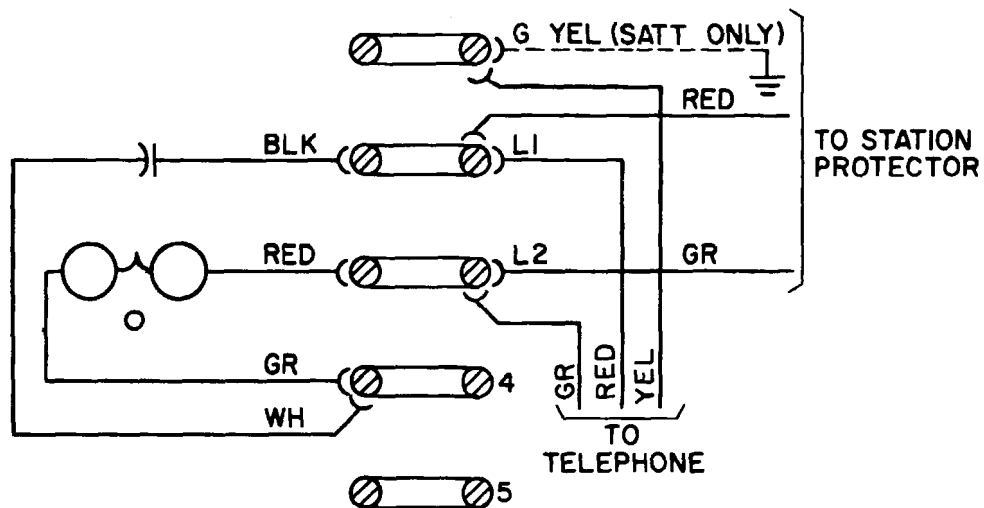 G YEL (SATT ONLY)
RED
BLK
L1
TO STATION
PROTECTOR
RED
L2
GR
GR
4
GR
RED
YEL
WH
TO
TELEPHONE
5